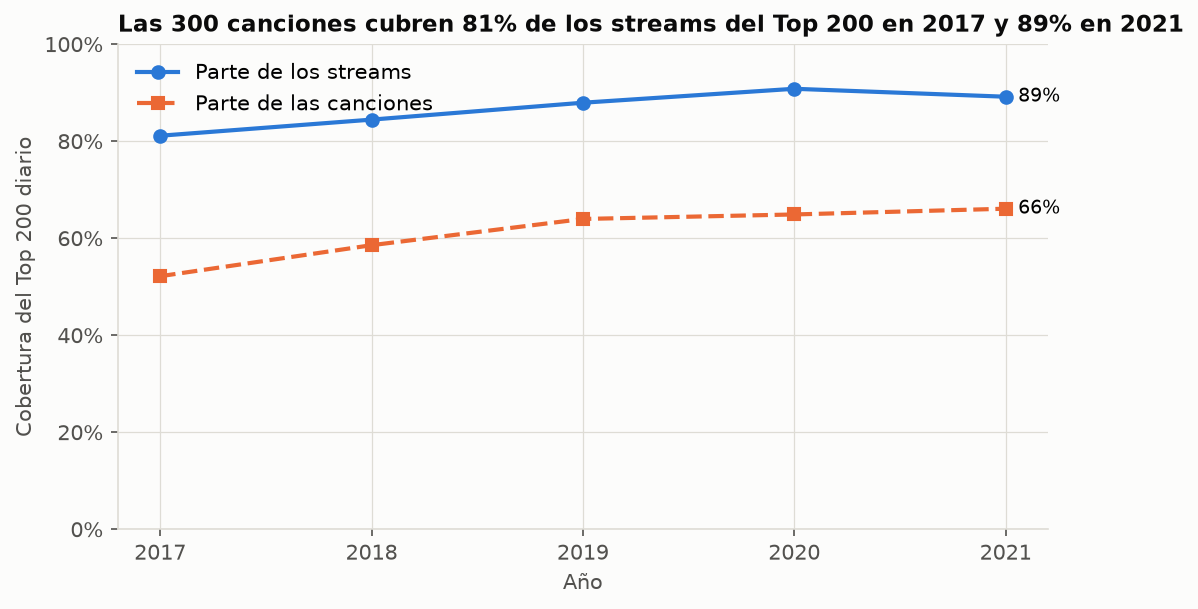 Las 300 canciones cubren 81% de los streams del Top 200 en 2017 y 89% en 2021
100%
Parte de los streams
Parte de las canciones
89%
80%
66%
60%
40%
20%
0%
Cobertura del Top 200 diario
2017 2018 2019 2020 2021
Año